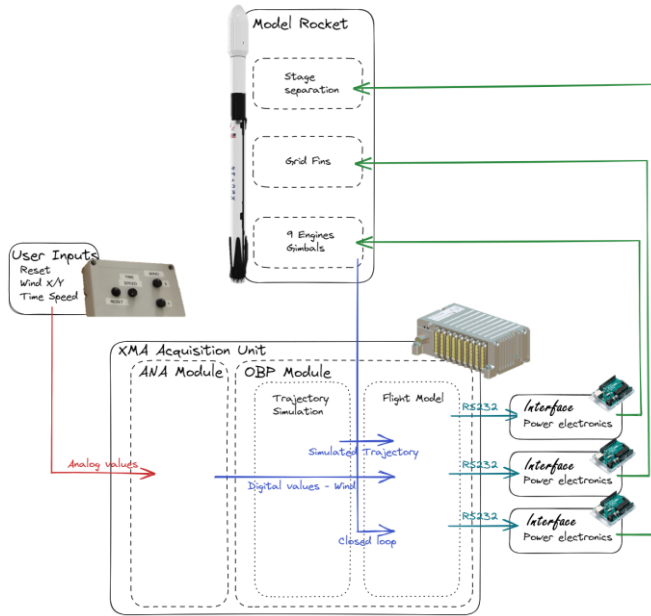 Model Rocket
Stage
separation
Grid Fins
9 Engines
Gimbals
User Inputs
Reset
Wind X/Y
Time Speed
XMA Acquisition Unit
ANA Module
OBP Module
Trajectory
Simulation
Flight Model
RS232
Interface
Power electronics
Simulated Trajectory
Analog values
Digital values - Wind
RS232
Interface
Power electronics
RS232
Interface
Power electronics
Closed loop